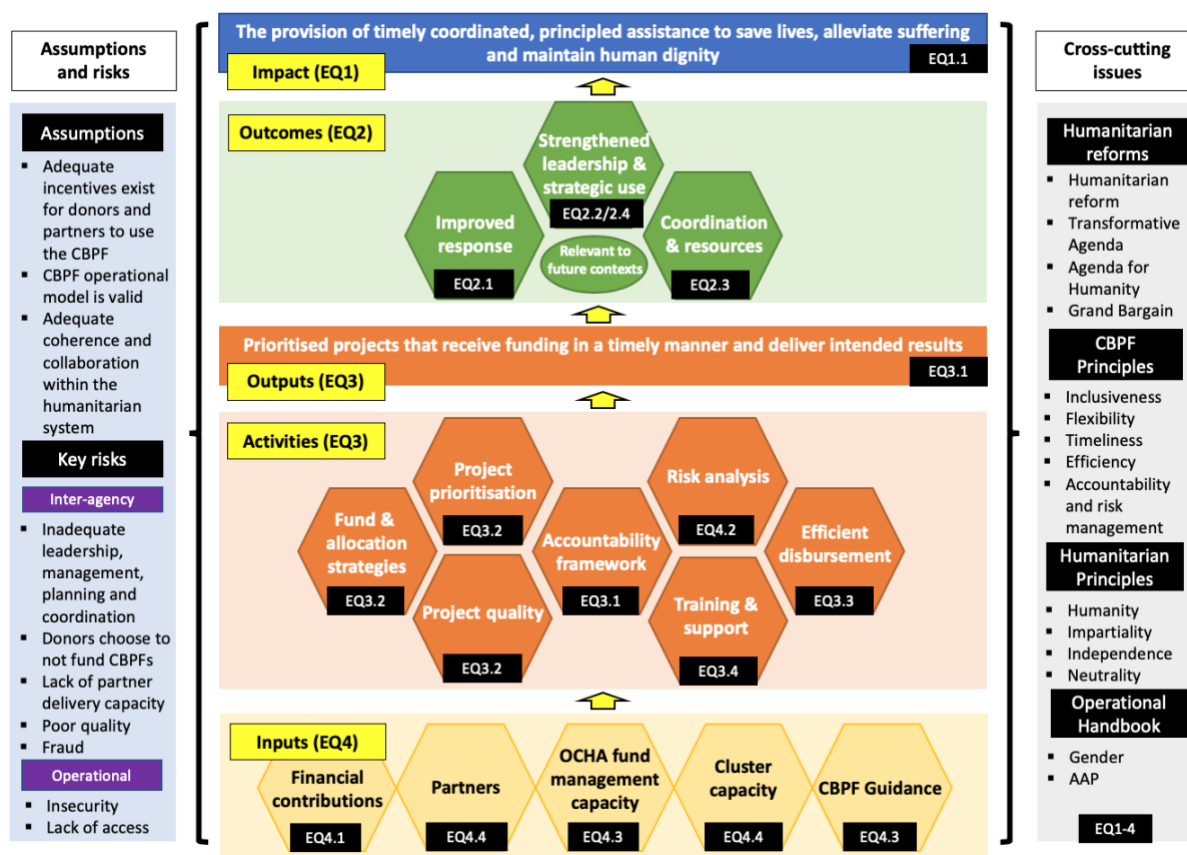 Assumptions
and risks
Assumptions
▪ Adequate
incentives exist
for donors and
partners to use
the CBPF
▪ CBPF operational
model is valid
▪ Adequate
coherence and
collaboration
within the
humanitarian
system
Key risks
Inter-agency
▪ Inadequate
leadership,
management,
planning and
coordination
▪ Donors choose to
not fund CBPFs
▪ Lack of partner
delivery capacity
▪ Poor quality
▪ Fraud
Operational
▪ Insecurity
▪ Lack of access
The provision of timely coordinated, principled assistance to save lives, alleviate suffering
and maintain human dignity
Impact (EQ1)
EQ1.1
Outcomes (EQ2)
Strengthened
leadership &
strategic use
EQ2.2/2.4
Improved
response
EQ2.1
Relevant to
future contexts
Coordination
& resources
EQ2.3
Prioritised projects that receive funding in a timely manner and deliver intended results
Outputs (EQ3)
EQ3.1
Activities (EQ3)
Fund &
allocation
strategies
EQ3.2
Project
prioritisation
EQ3.2
Project quality
EQ3.2
Accountability
framework
EQ3.1
Risk analysis
EQ4.2
Training &
support
EQ3.4
Efficient
disbursement
EQ3.3
Inputs (EQ4)
Financial
contributions
EQ4.1
Partners
EQ4.4
OCHA fund
management
capacity
EQ4.3
Cluster
capacity
EQ4.4
CBPF Guidance
EQ4.3
Cross-cutting
issues
Humanitarian
reforms
▪ Humanitarian
reform
▪ Transformative
Agenda
▪ Agenda for
Humanity
▪ Grand Bargain
CBPF
Principles
▪ Inclusiveness
▪ Flexibility
▪ Timeliness
▪ Efficiency
▪ Accountability
and risk
management
Humanitarian
Principles
▪ Humanity
▪ Impartiality
▪ Independence
▪ Neutrality
Operational
Handbook
▪ Gender
▪ AAP
EQ1-4